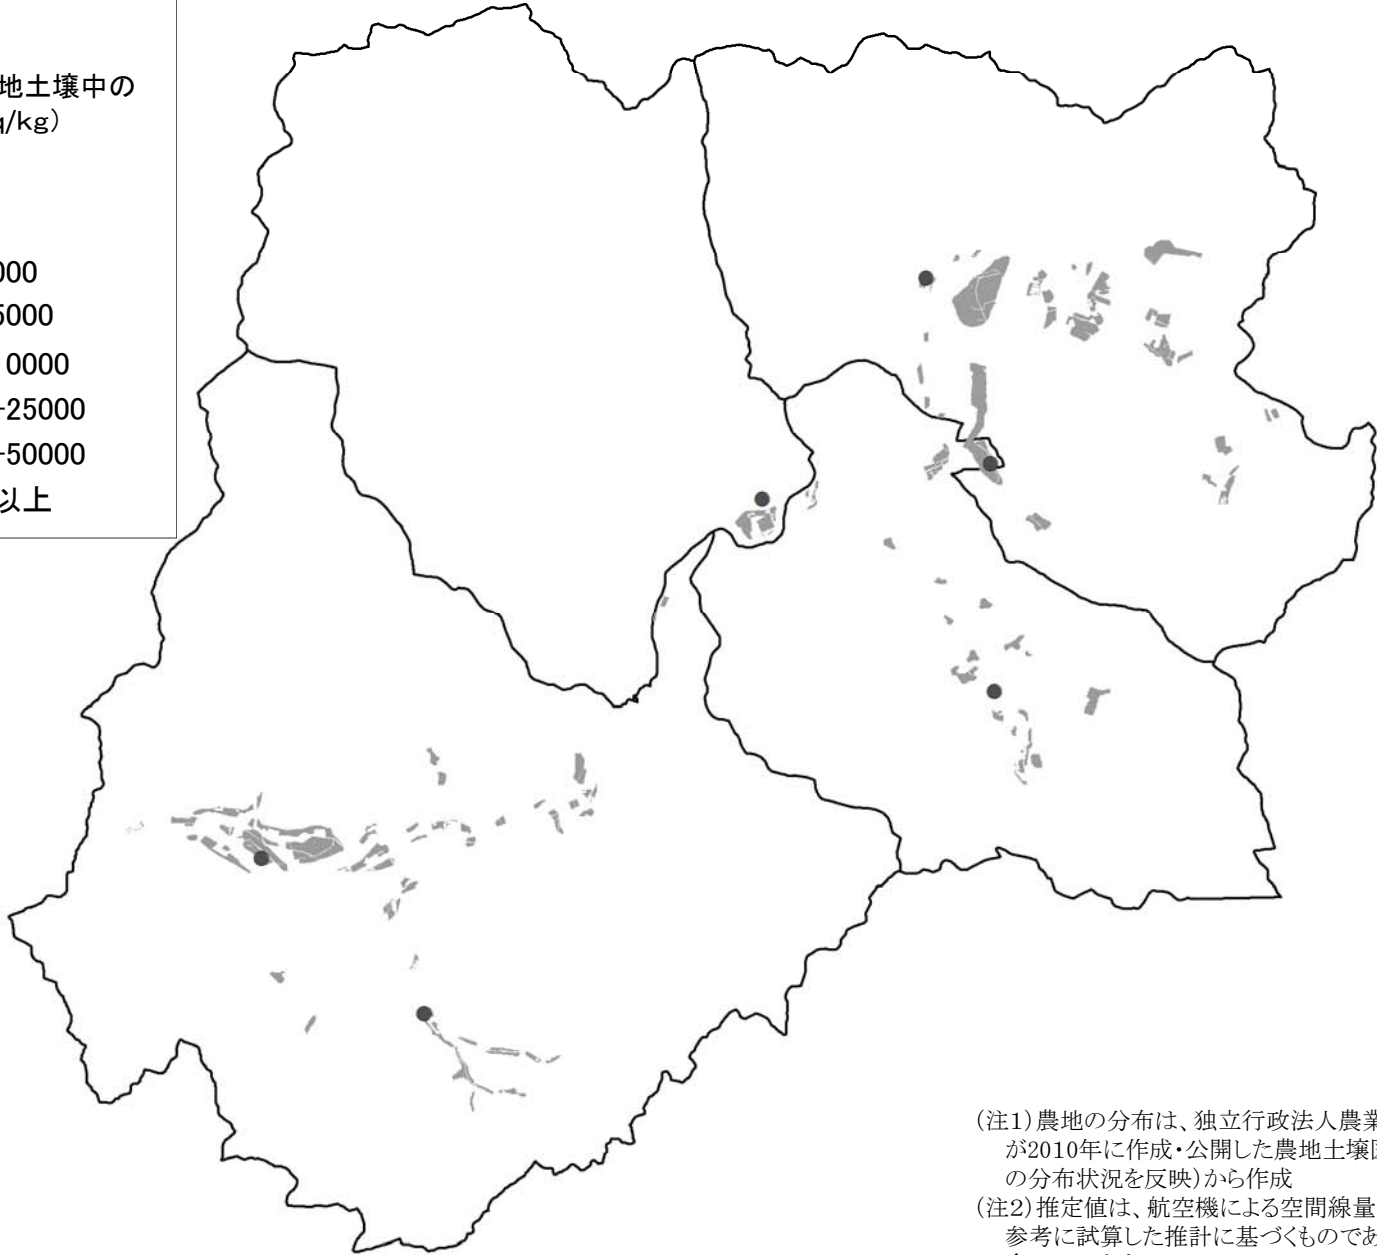 地土壌中の
q/kg）
000
5000
10000
-25000
-50000
以上
（注1）農地の分布は、独立行政法人農業
が2010年に作成・公開した農地土壌図
の分布状況を反映）から作成
（注2）推定値は、航空機による空間線量
参考に試算した推計に基づくものであ